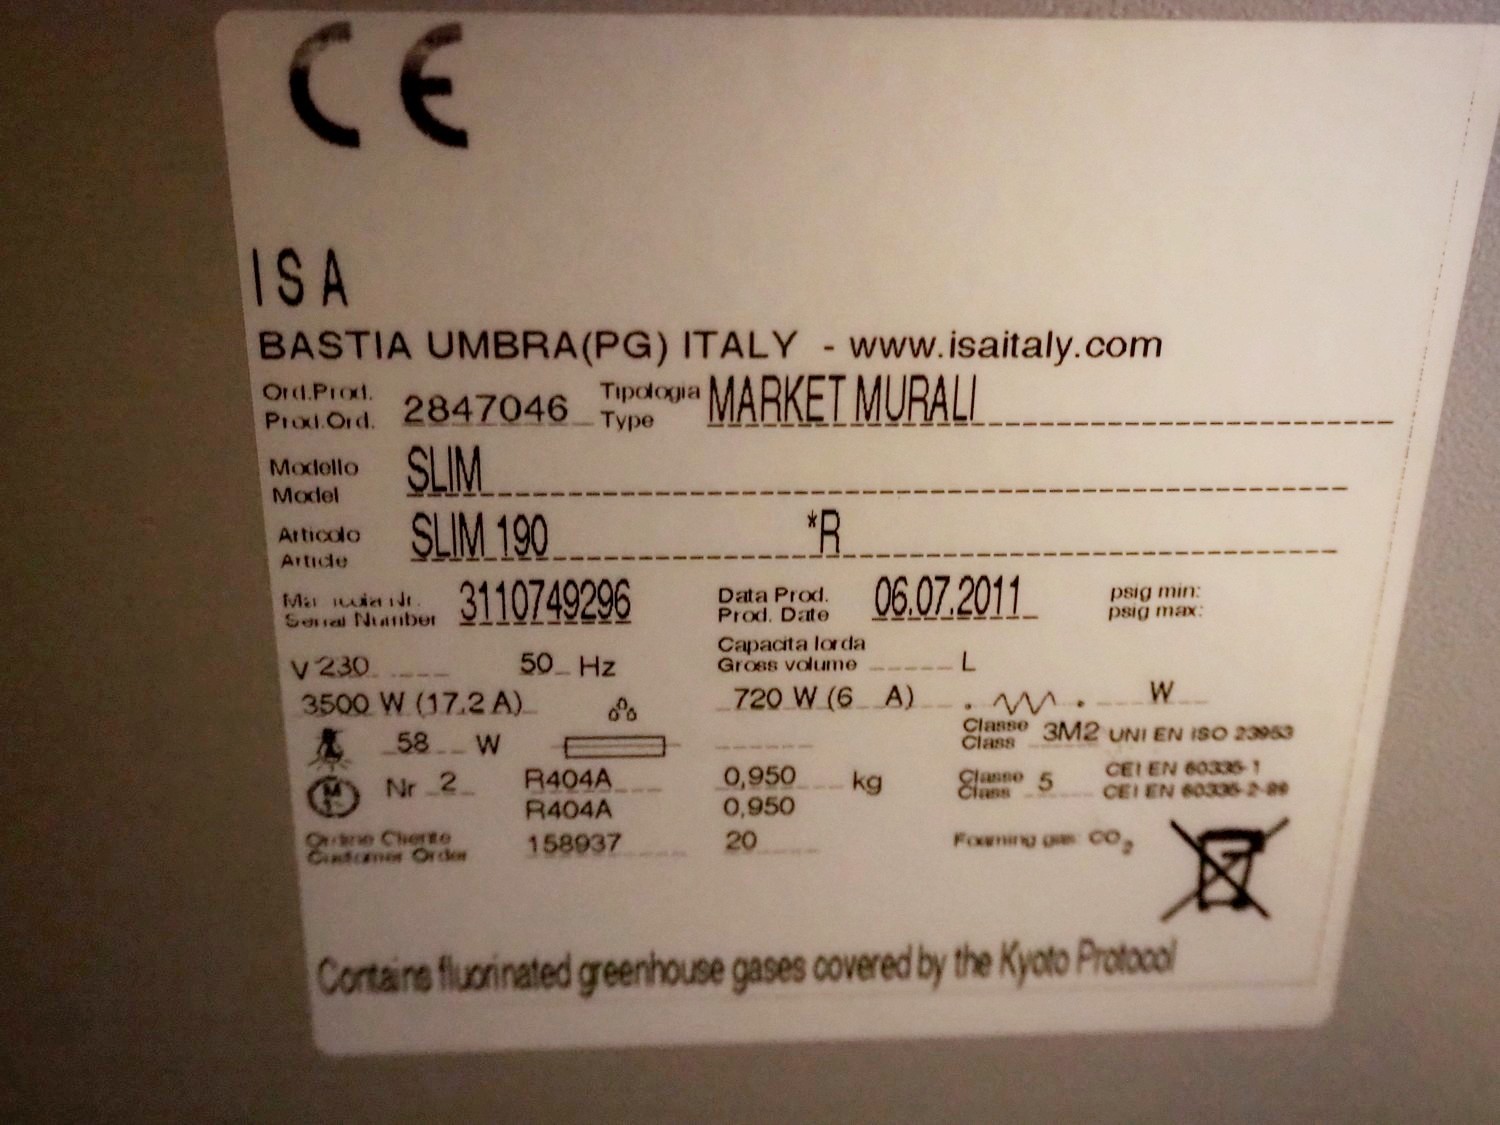 CE
ISA
BASTIA UMBRA(PG) ITALY - www.isaitaly.com
Ord.Prod. Prod.Ord. 2847046 Tipologia Type MARKET MURALI
Modello Model SLIM
Articolo Article SLIM 190 *R
Serial Number 3110749296 Data Prod. Prod. Date 06.07.2011 psig min: psig max:
Capacita lorda
V 230 50 Hz Gross volume L
3500 W (17,2 A) 720 W (6 A) W
58 W Classe Class 3M2 UNI EN ISO 23953
M Nr 2 R404A 0,950 kg Classe Class 5 CEI EN 60335-1
R404A 0,950 CEI EN 60335-2-89
Ordine Cliente Customer Order 158937 20 Foaming gas CO2
Contains fluorinated greenhouse gases covered by the Kyoto Protocol